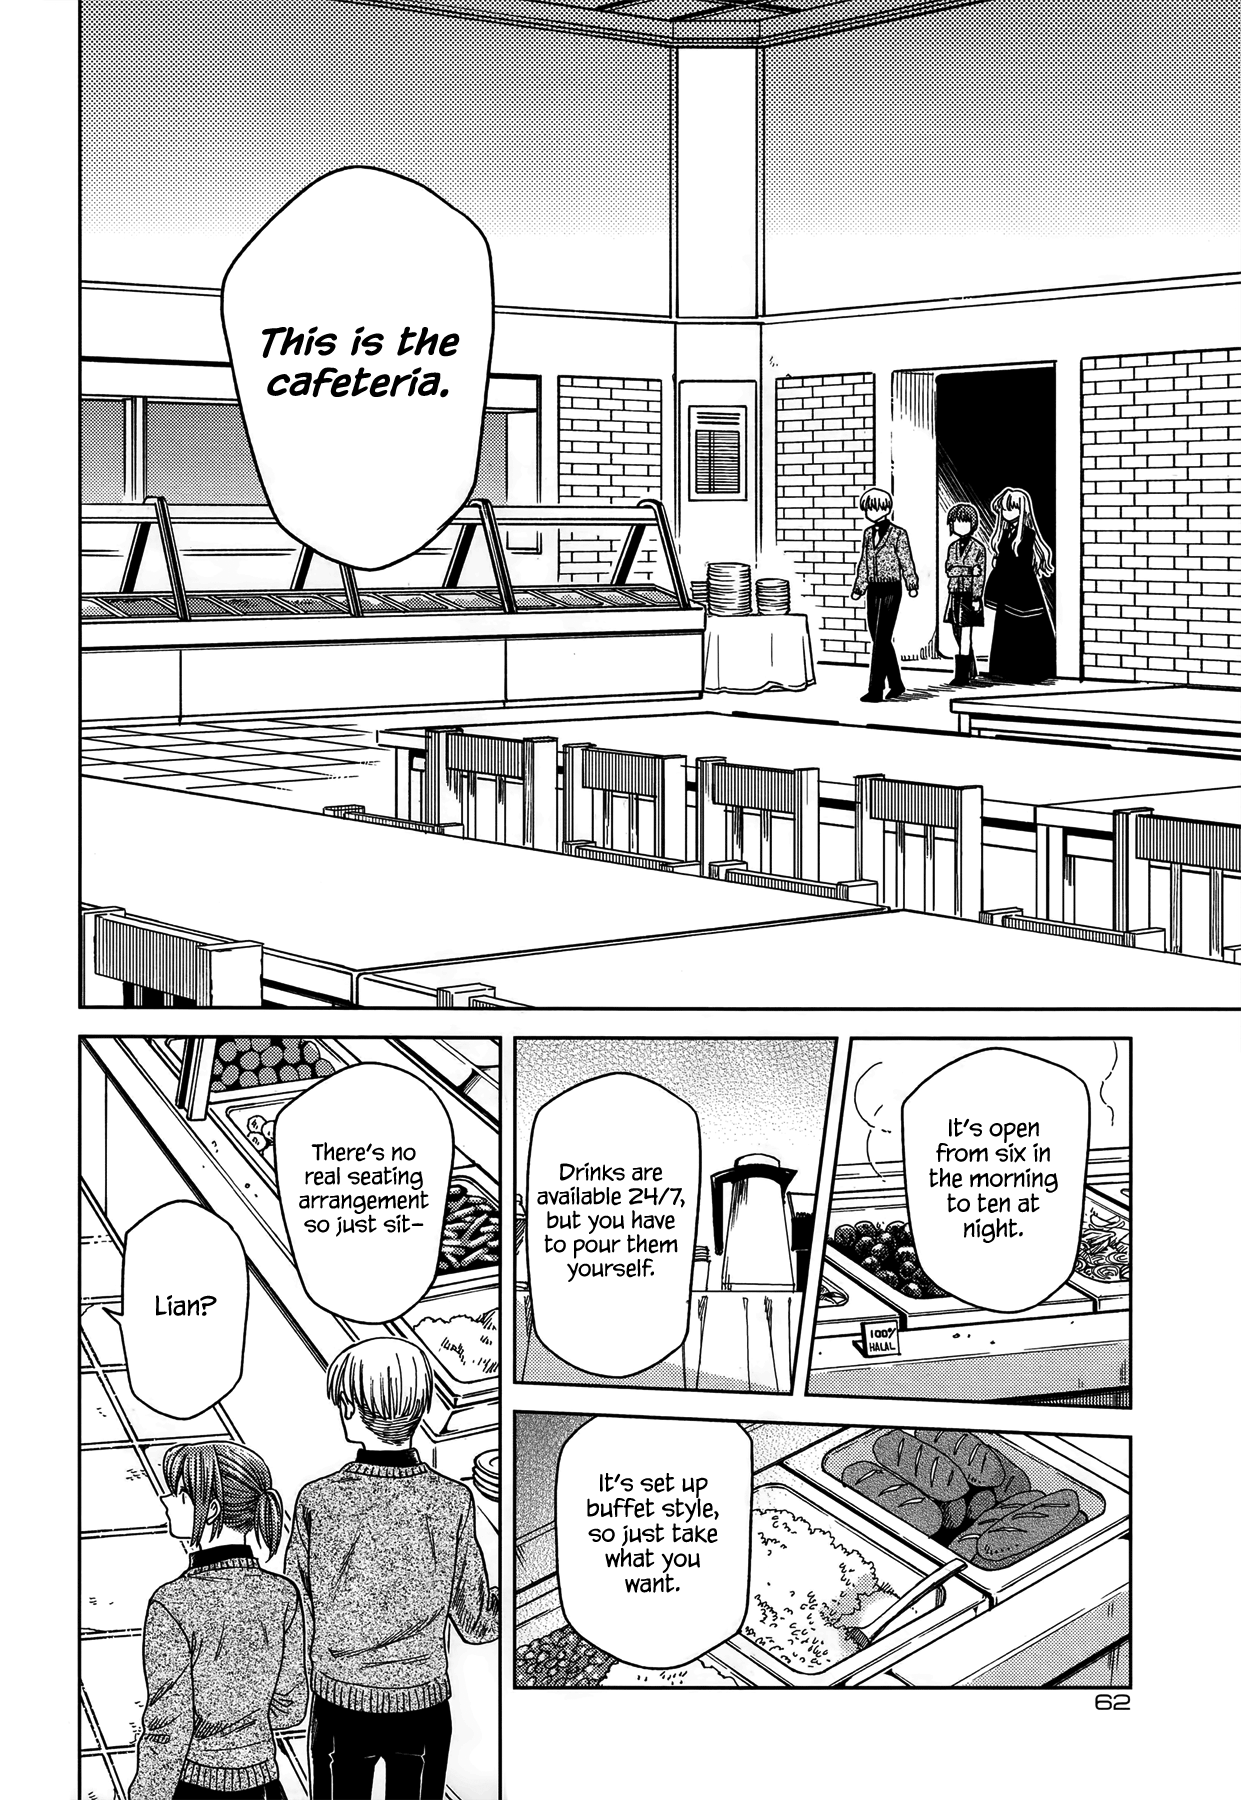 This is the
cafeteria.
It's open
from six in
the morning
to ten at
night.
100%
HALAL
Drinks are
available 24/7,
but you have
to pour them
yourself.
It's set up
buffet style,
so just take
what you
want.
There's no
real seating
arrangement
so just sit–
Lian?
62